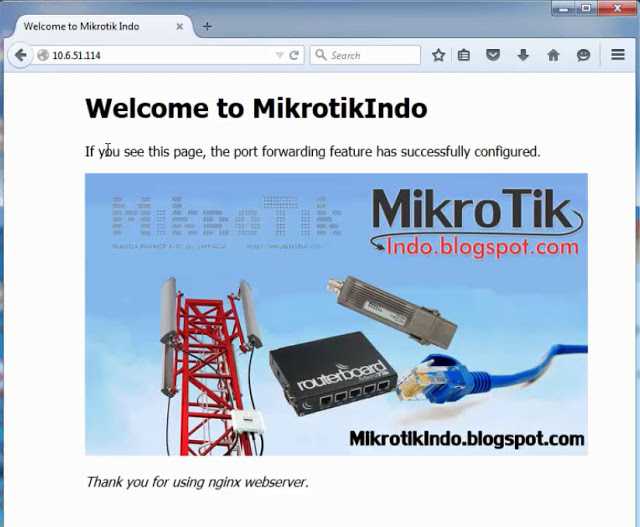 Welcome to Mikrotik Indo
10.6.51.114
Search
Welcome to MikrotikIndo
If you see this page, the port forwarding feature has successfully configured.
MikroTik
MikroTik
Indo.blogspot.com
routerboard
MikrotikIndo.blogspot.com
Thank you for using nginx webserver.